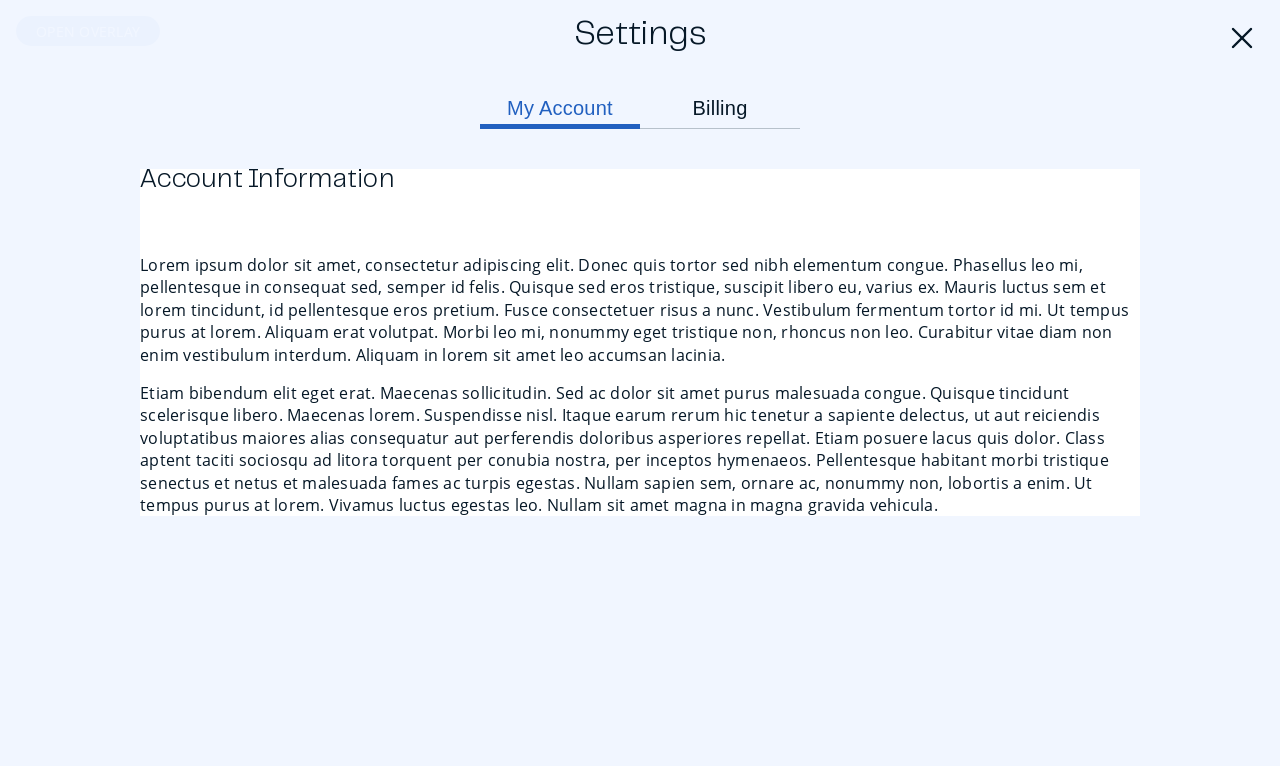 OPEN OVERLAY
Settings
My Account
Billing
Account Information
Lorem ipsum dolor sit amet, consectetur adipiscing elit. Donec quis tortor sed nibh elementum congue. Phasellus leo mi,
pellentesque in consequat sed, semper id felis. Quisque sed eros tristique, suscipit libero eu, varius ex. Mauris luctus sem et
lorem tincidunt, id pellentesque eros pretium. Fusce consectetuer risus a nunc. Vestibulum fermentum tortor id mi. Ut tempus
purus at lorem. Aliquam erat volutpat. Morbi leo mi, nonummy eget tristique non, rhoncus non leo. Curabitur vitae diam non
enim vestibulum interdum. Aliquam in lorem sit amet leo accumsan lacinia.
Etiam bibendum elit eget erat. Maecenas sollicitudin. Sed ac dolor sit amet purus malesuada congue. Quisque tincidunt
scelerisque libero. Maecenas lorem. Suspendisse nisl. Itaque earum rerum hic tenetur a sapiente delectus, ut aut reiciendis
voluptatibus maiores alias consequatur aut perferendis doloribus asperiores repellat. Etiam posuere lacus quis dolor. Class
aptent taciti sociosqu ad litora torquent per conubia nostra, per inceptos hymenaeos. Pellentesque habitant morbi tristique
senectus et netus et malesuada fames ac turpis egestas. Nullam sapien sem, ornare ac, nonummy non, lobortis a enim. Ut
tempus purus at lorem. Vivamus luctus egestas leo. Nullam sit amet magna in magna gravida vehicula.